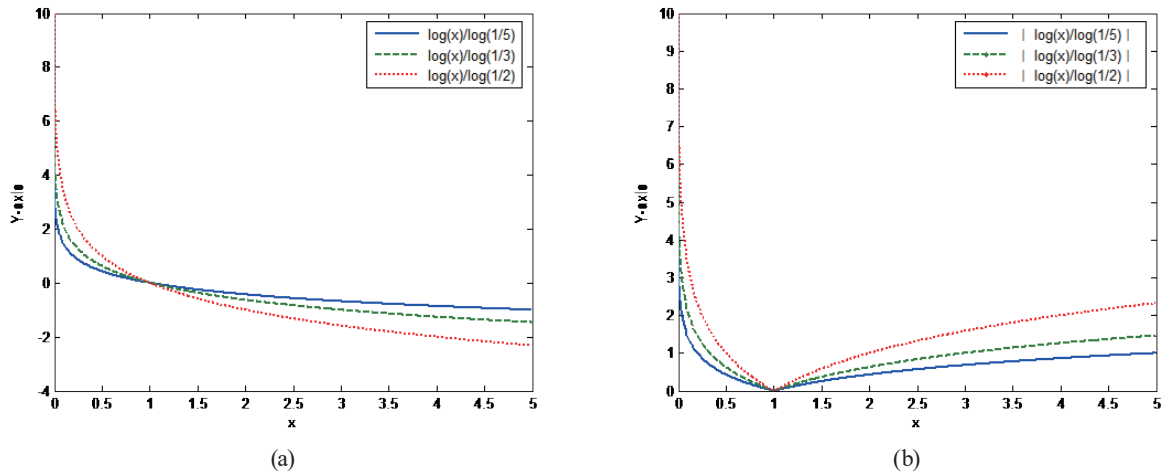 10
8
6
4
2
0
-2
-4
Y-axis
0 0.5 1 1.5 2 2.5 3 3.5 4 4.5 5
x
log(x)/log(1/5)
log(x)/log(1/3)
log(x)/log(1/2)
(a)
10
9
8
7
6
5
4
3
2
1
0
Y-axis
0 0.5 1 1.5 2 2.5 3 3.5 4 4.5 5
x
| log(x)/log(1/5) |
| log(x)/log(1/3) |
| log(x)/log(1/2) |
(b)